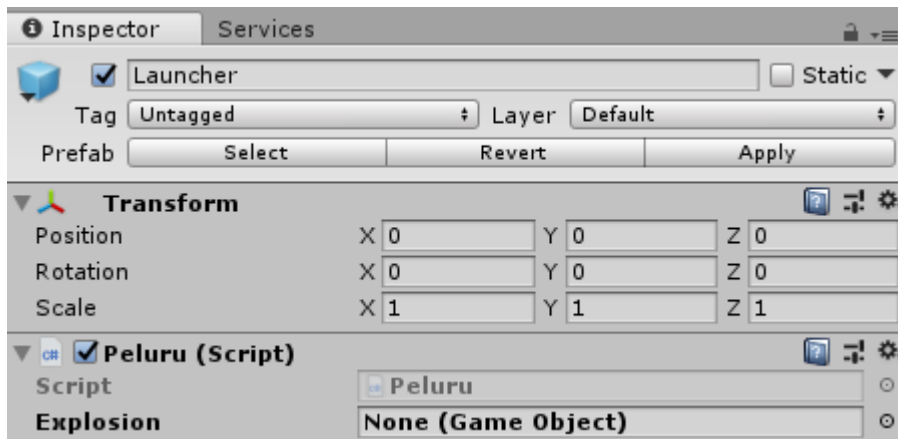 Inspector Services
Launcher Static
Tag Untagged Layer Default
Prefab Select Revert Apply
Transform
Position X 0 Y 0 Z 0
Rotation X 0 Y 0 Z 0
Scale X 1 Y 1 Z 1
c# Peluru (Script)
Script Peluru
Explosion None (Game Object)